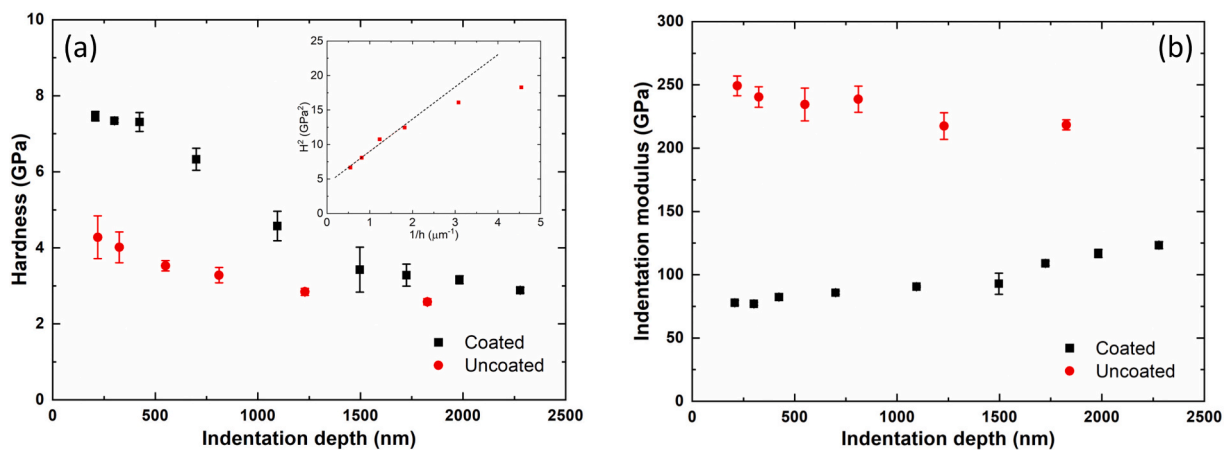 (a)
10
8
6
4
2
0
Hardness (GPa)
0 500 1000 1500 2000 2500
Indentation depth (nm)
25
20
15
10
5
0
H² (GPa²)
0 1 2 3 4 5
1/h (μm⁻¹)
Coated
Uncoated
(b)
300
250
200
150
100
50
0
Indentation modulus (GPa)
0 500 1000 1500 2000 2500
Indentation depth (nm)
Coated
Uncoated